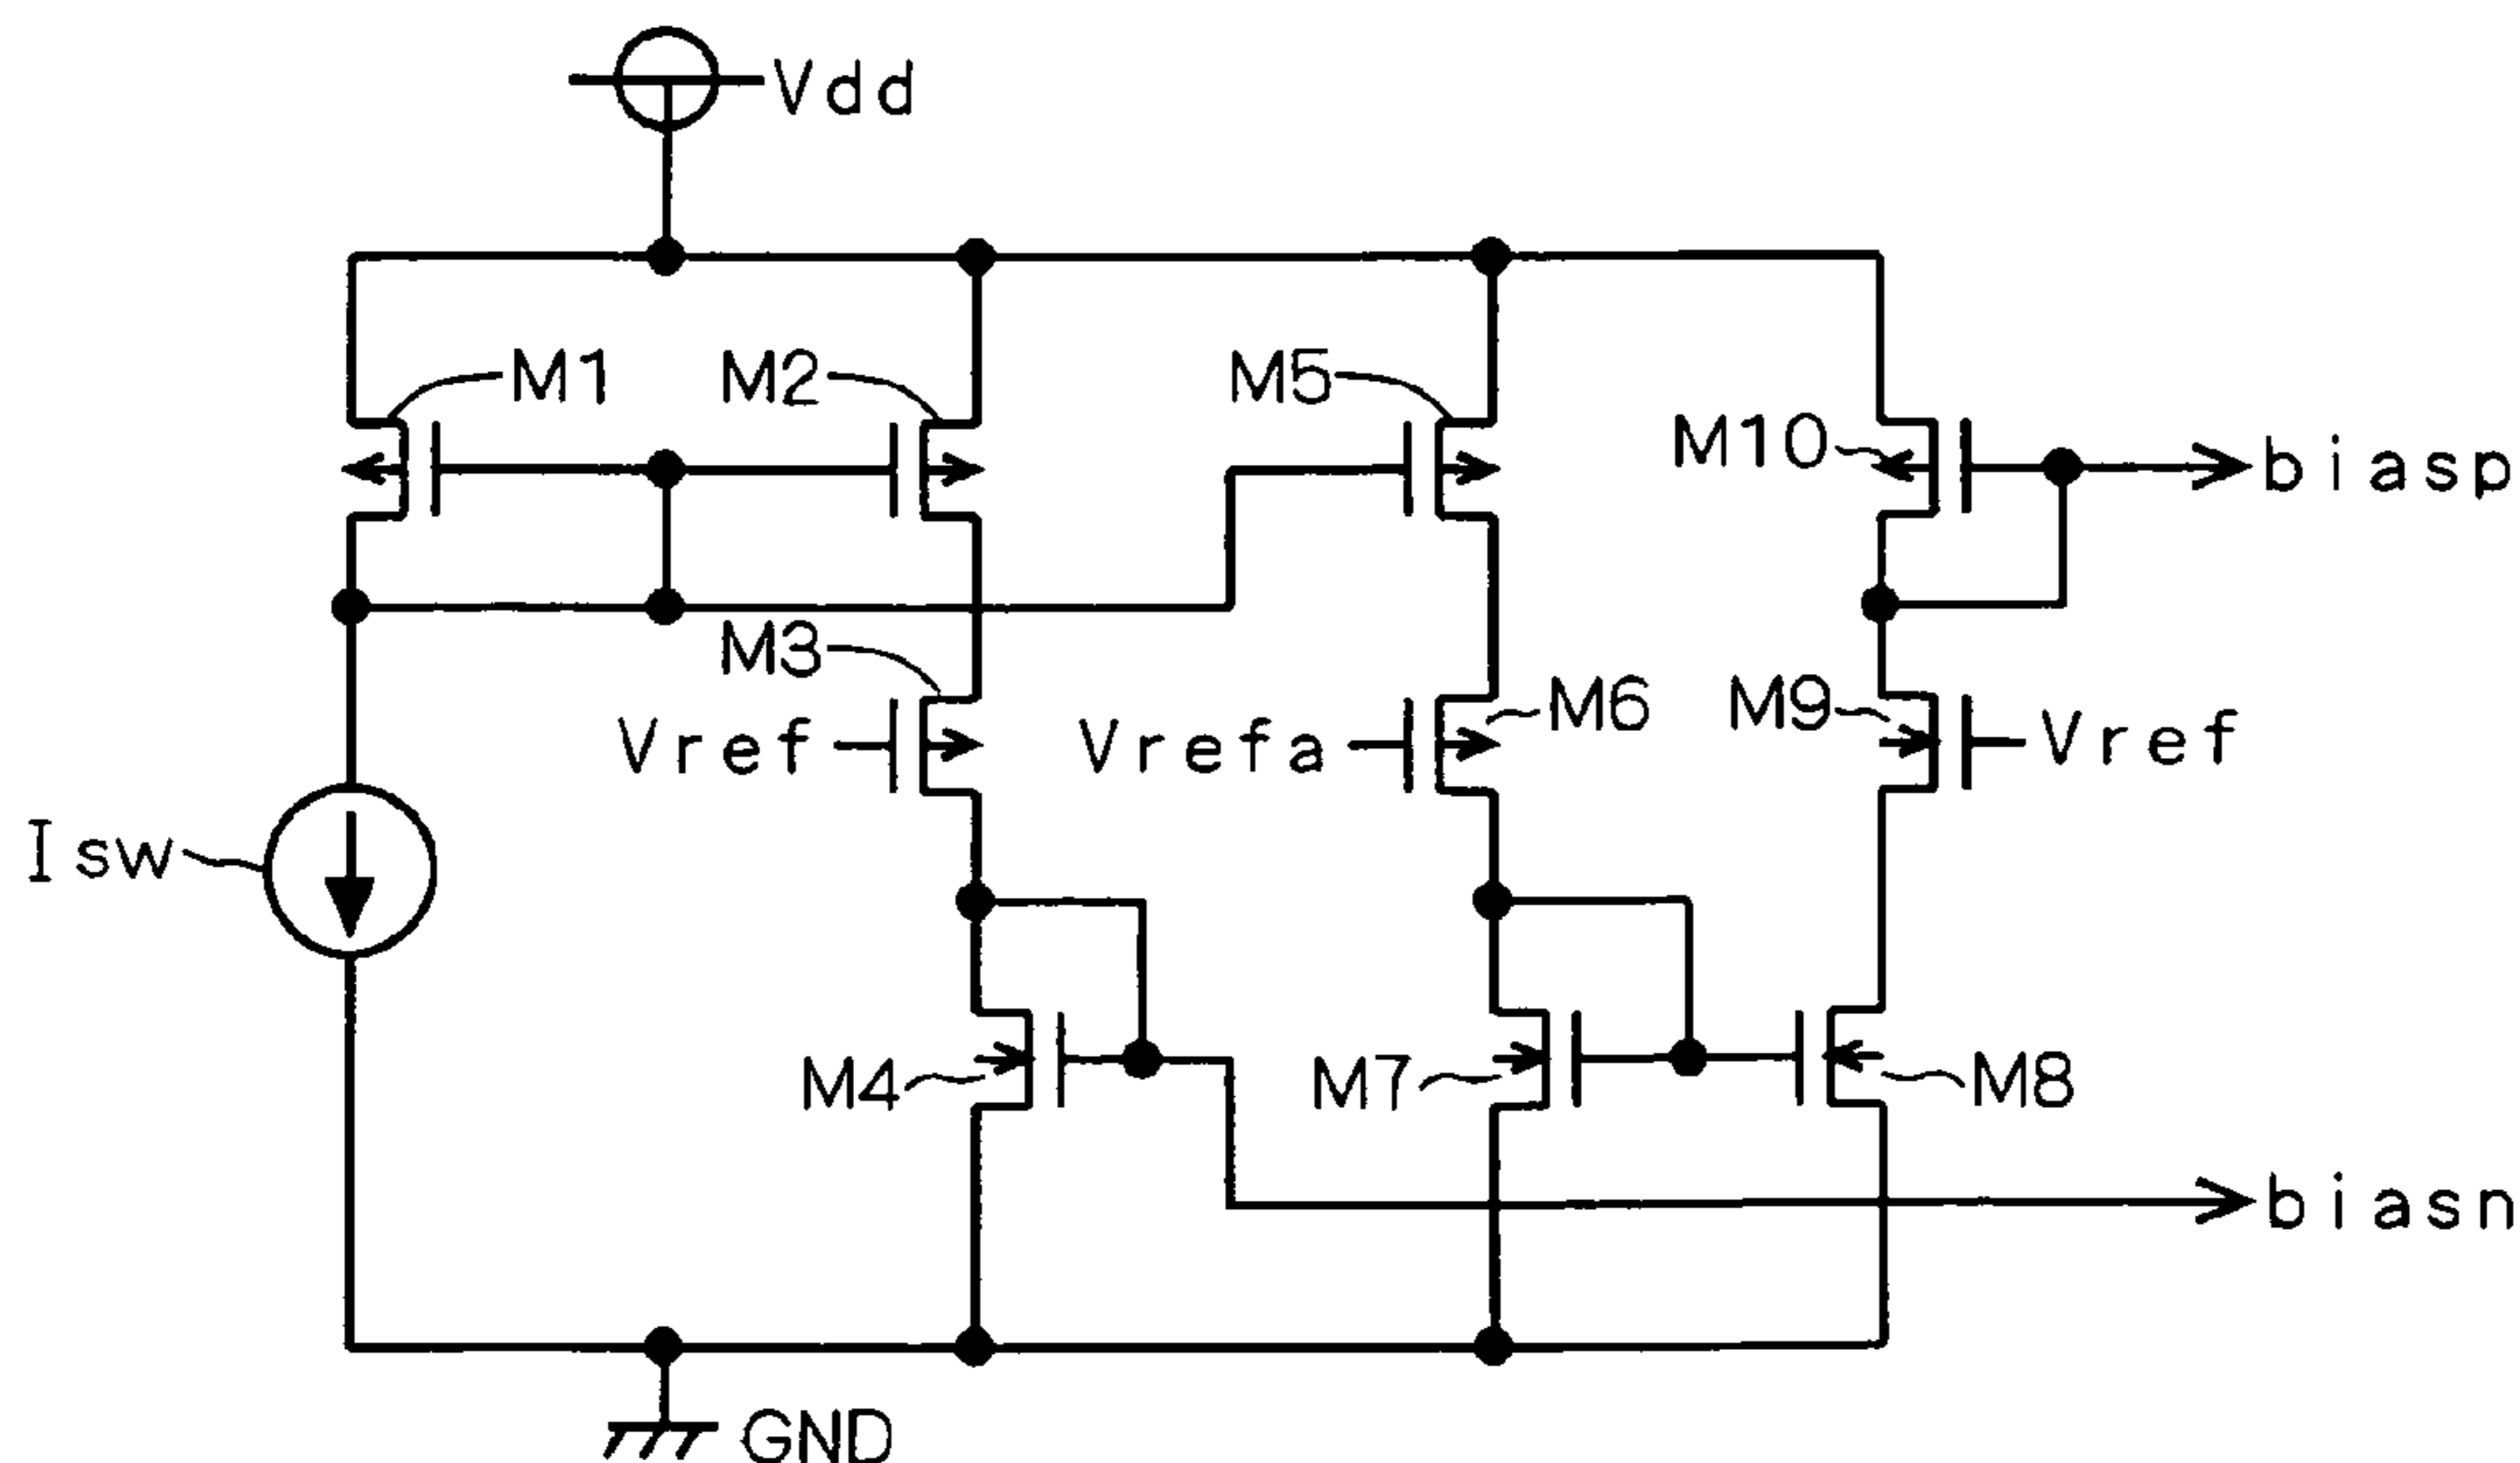 Vdd
M1
M2
M5
M10
biasp
M3
M6
M9
Vref
Vrefa
Vref
Isw
M4
M7
M8
biasn
GND